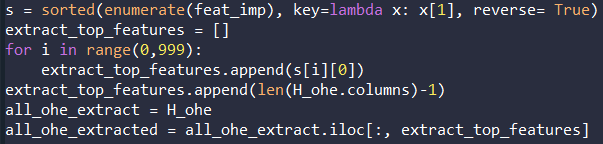 s = sorted(enumerate(feat_imp), key=lambda x: x[1], reverse= True)
extract_top_features = []
for i in range(0,999):
    extract_top_features.append(s[i][0])
extract_top_features.append(len(H_ohe.columns)-1)
all_ohe_extract = H_ohe
all_ohe_extracted = all_ohe_extract.iloc[:, extract_top_features]